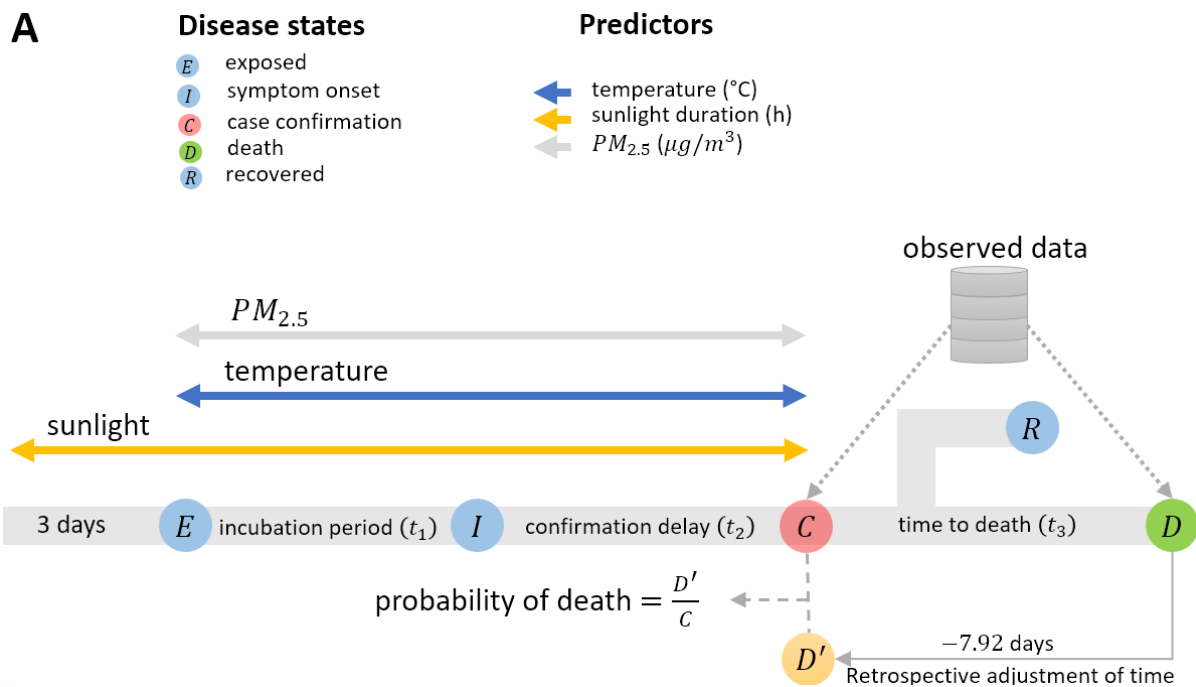 A
Disease states
E exposed
I symptom onset
C case confirmation
D death
R recovered
Predictors
temperature (°C)
sunlight duration (h)
PM₂.₅ (μg/m³)
observed data
PM₂.₅
temperature
sunlight
R
3 days E incubation period (t₁) I confirmation delay (t₂) C time to death (t₃) D
probability of death = D′/C
D′
−7.92 days
Retrospective adjustment of time